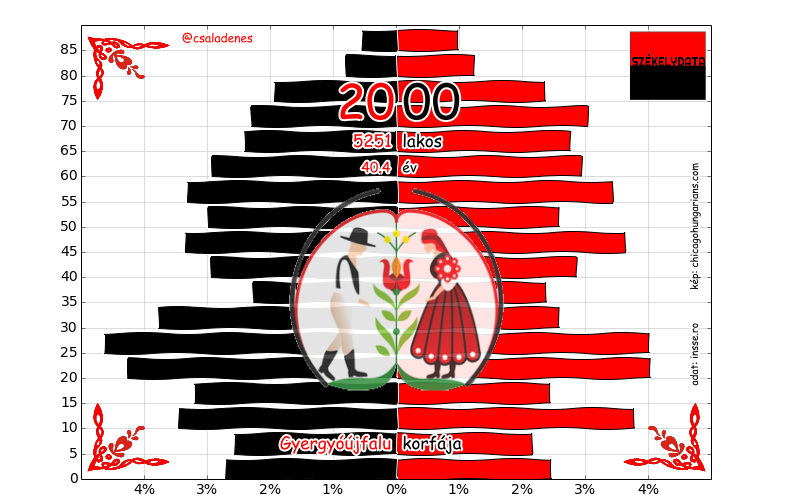 @csaladenes
SZÉKELYDATA
2000
5251 lakos
40.4 év
kép: chicagohungarians.com
adat: insse.ro
Gyergyóújfalu korfája
85
80
75
70
65
60
55
50
45
40
35
30
25
20
15
10
5
0
4% 3% 2% 1% 0% 1% 2% 3% 4%